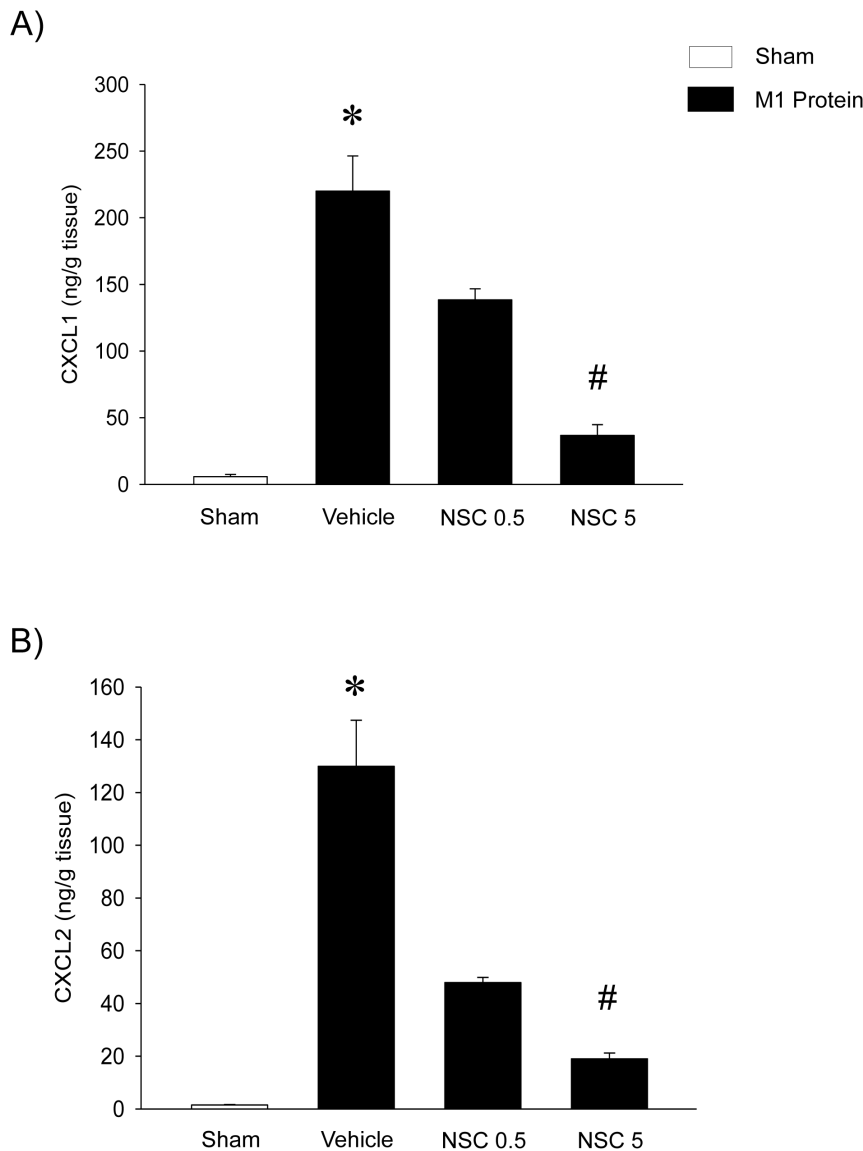 A)
Sham
M1 Protein
300
250
200
150
100
50
0
CXCL1 (ng/g tissue)
*
#
Sham Vehicle NSC 0.5 NSC 5
B)
160
140
120
100
80
60
40
20
0
CXCL2 (ng/g tissue)
*
#
Sham Vehicle NSC 0.5 NSC 5